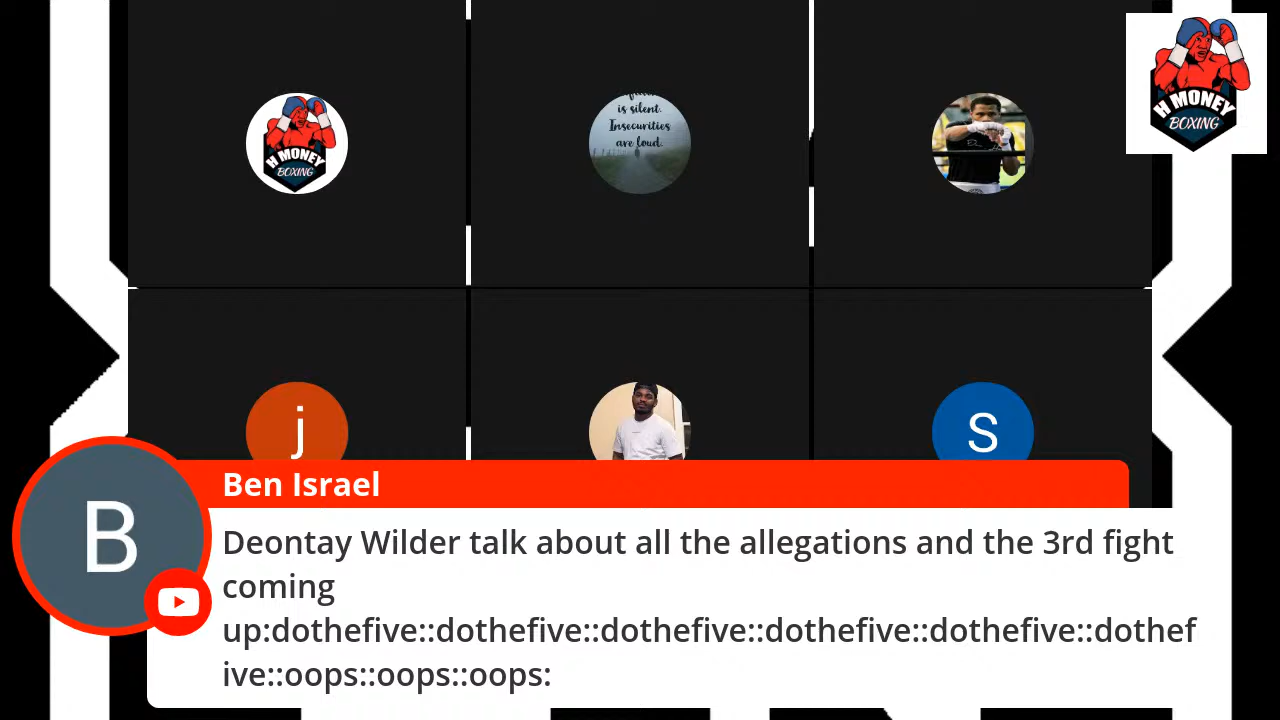 H MONEY
BOXING
is silent.
Insecurities
are loud.
H MONEY
BOXING
j
S
B
Ben Israel
Deontay Wilder talk about all the allegations and the 3rd fight
coming
up:dothefive::dothefive::dothefive::dothefive::dothefive::dothef
ive::oops::oops::oops: